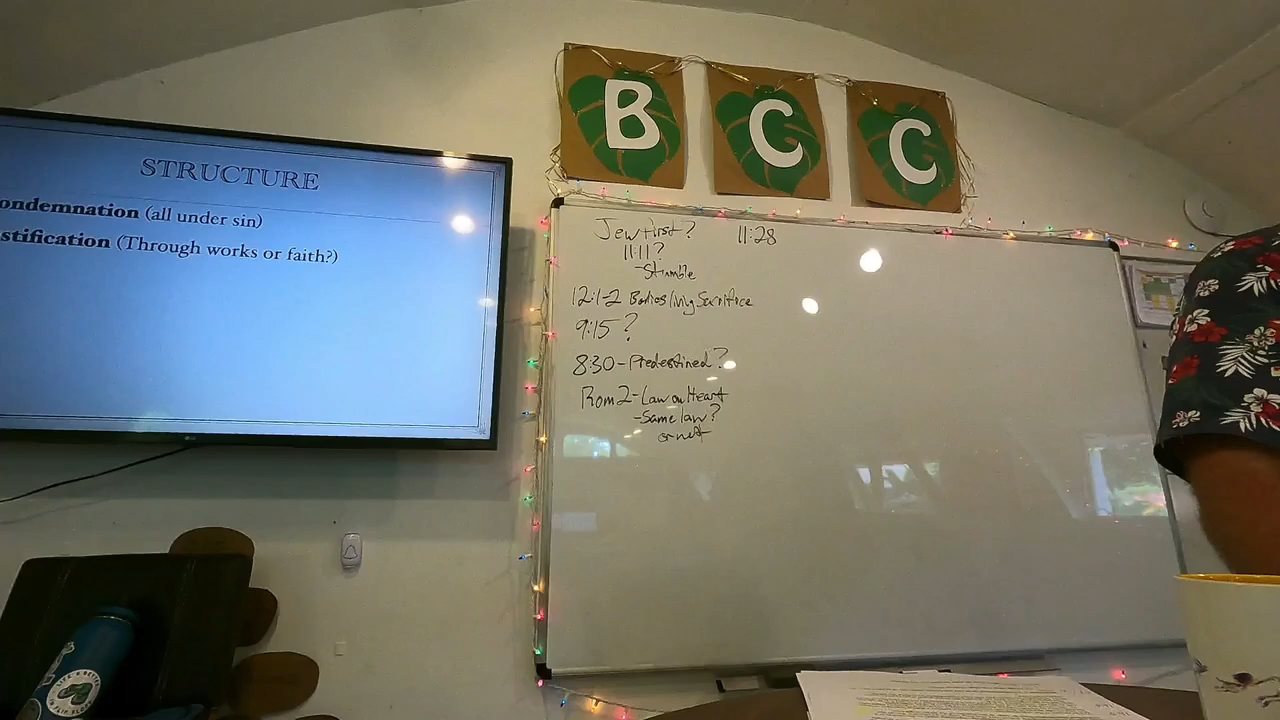 B C C
STRUCTURE
ondemnation (all under sin)
stification (Through works or faith?)
Jew first? 11:28
11:11?
-Stumble
12:1-2 Bodies living Sacrifice
9:15?
8:30-Predestined?
Rom 2-Law on Heart
-Same law?
or not